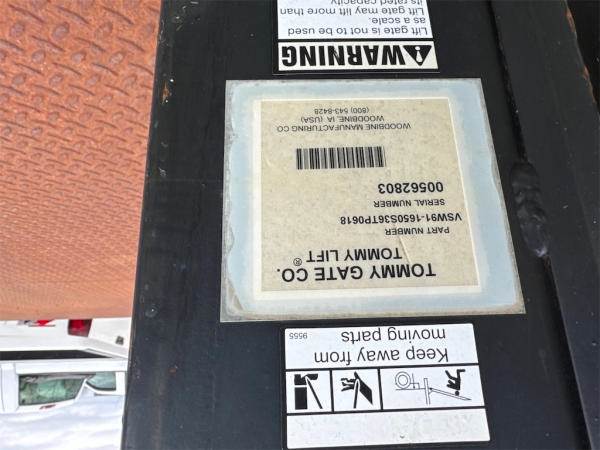 Keep away from
moving parts
9555
TOMMY GATE CO.
TOMMY LIFT®
PART NUMBER
VSW91-1650S36TP0618
SERIAL NUMBER
00562803
WOODBINE MANUFACTURING CO
WOODBINE, IA (USA)
(800) 543-8428
WARNING
Lift gate is not to be used
as a scale.
Lift gate may lift more than
its rated capacity.